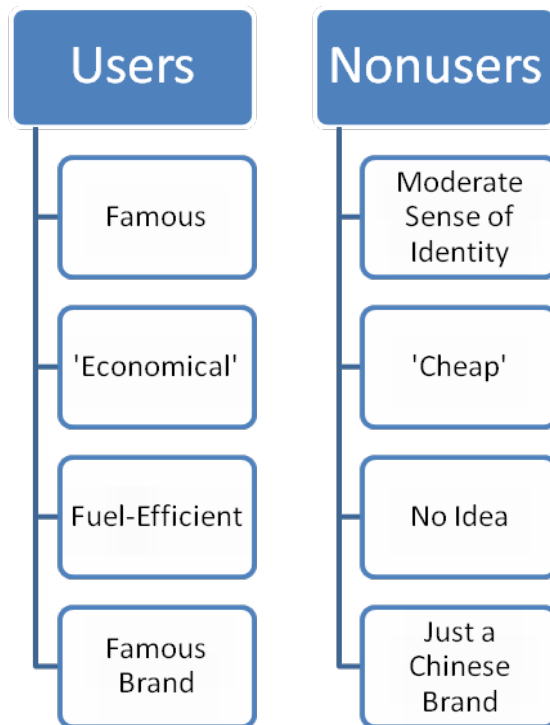 Users
Famous
'Economical'
Fuel-Efficient
Famous
Brand
Nonusers
Moderate
Sense of
Identity
'Cheap'
No Idea
Just a
Chinese
Brand